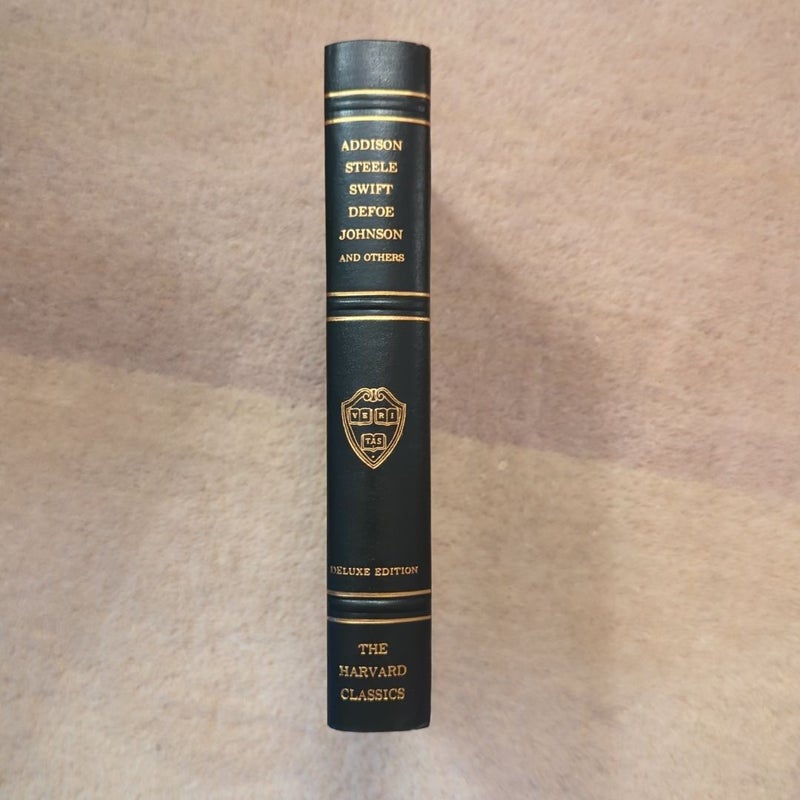 ADDISON
STEELE
SWIFT
DEFOE
JOHNSON
AND OTHERS
VE RI
TAS
DELUXE EDITION
THE
HARVARD
CLASSICS